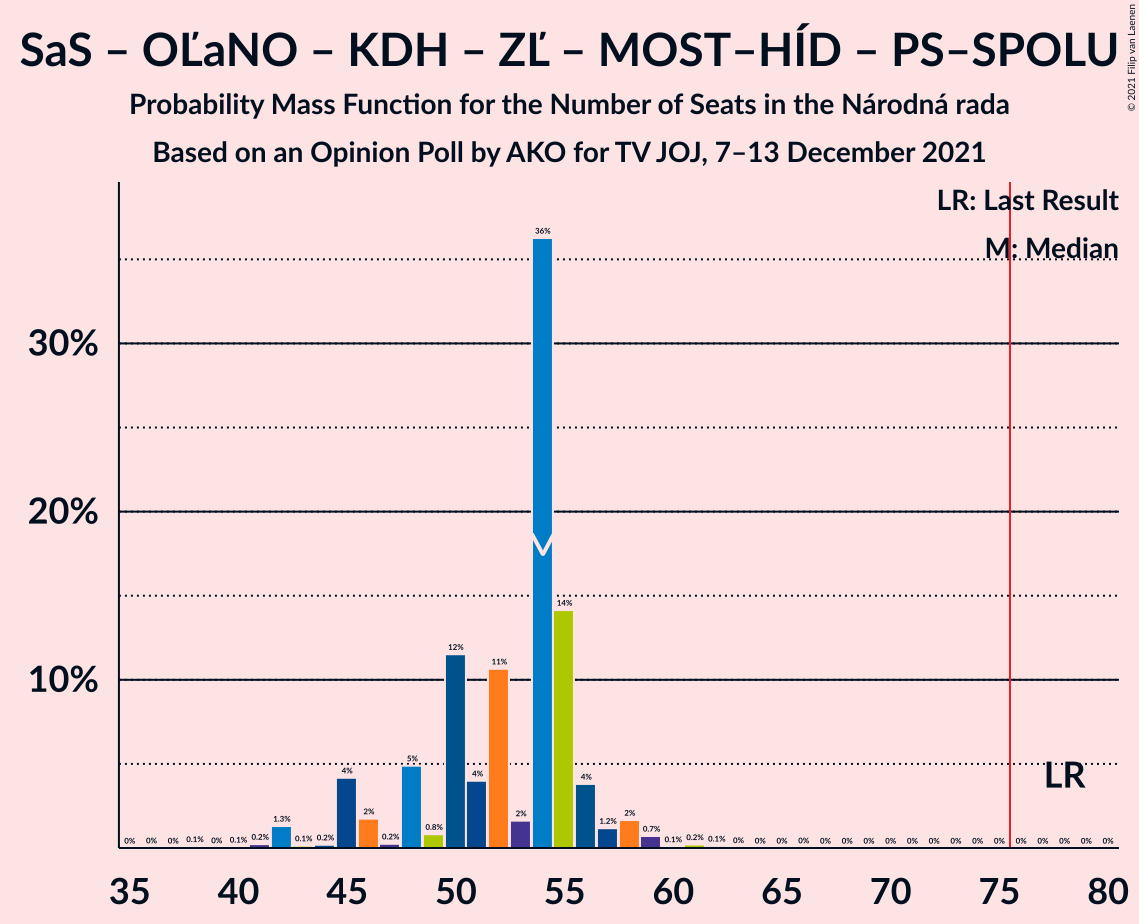 SaS – OĽaNO – KDH – ZĽ – MOST–HÍD – PS–SPOLU
Probability Mass Function for the Number of Seats in the Národná rada
Based on an Opinion Poll by AKO for TV JOJ, 7–13 December 2021
© 2021 Filip van Laenen
LR: Last Result
M: Median
30%
20%
10%
36%
14%
12%
11%
5%
4%
4%
4%
2%
2%
2%
1.3%
1.2%
0.8%
0.7%
0% 0% 0% 0.1% 0% 0.1% 0.2% 0.1% 0.2% 0.2% 0.1% 0.2% 0.1% 0% 0% 0% 0% 0% 0% 0% 0% 0% 0% 0% 0% 0% 0% 0% 0% 0% 0%
LR
35 40 45 50 55 60 65 70 75 80